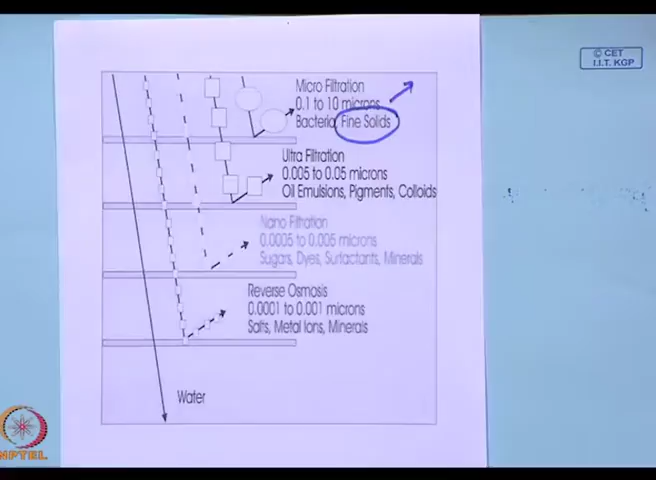 © CET
I.I.T. KGP
Micro Filtration
0.1 to 10 microns
Bacteria, Fine Solids
Ultra Filtration
0.005 to 0.05 microns
Oil Emulsions, Pigments, Colloids
Nano Filtration
0.0005 to 0.005 microns
Sugars, Dyes, Surfactants, Minerals
Reverse Osmosis
0.0001 to 0.001 microns
Salts, Metal Ions, Minerals
Water
NPTEL